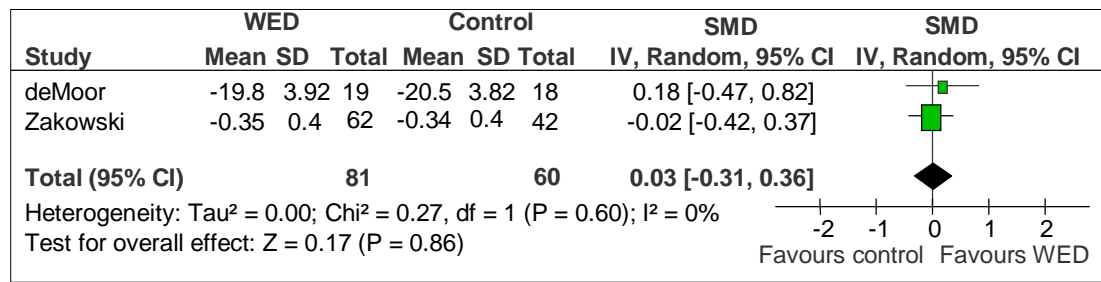 WED Control SMD SMD
Study Mean SD Total Mean SD Total IV, Random, 95% CI IV, Random, 95% CI
deMoor -19.8 3.92 19 -20.5 3.82 18 0.18 [-0.47, 0.82]
Zakowski -0.35 0.4 62 -0.34 0.4 42 -0.02 [-0.42, 0.37]
Total (95% CI) 81 60 0.03 [-0.31, 0.36]
Heterogeneity: Tau² = 0.00; Chi² = 0.27, df = 1 (P = 0.60); I² = 0%
Test for overall effect: Z = 0.17 (P = 0.86)
-2 -1 0 1 2
Favours control Favours WED